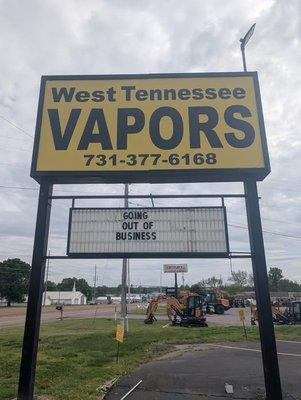 West Tennessee
VAPORS
731-377-6168
GOING
OUT OF
BUSINESS